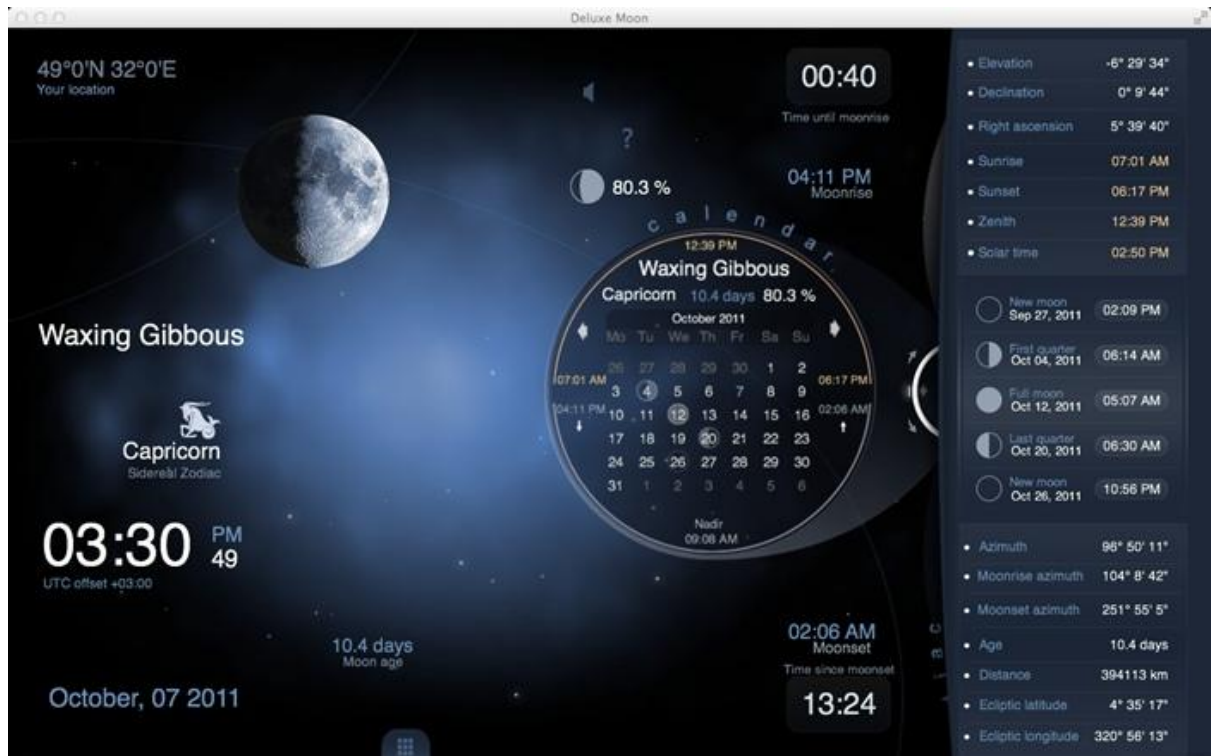 Deluxe Moon
49°0'N 32°0'E
Your location
00:40
Time until moonrise
?
80.3 %
04:11 PM
Moonrise
calendar
12:39 PM
Waxing Gibbous
Capricorn 10.4 days 80.3 %
October 2011
Mo Tu We Th Fr Sa Su
26 27 28 29 30 1 2
07:01 AM 06:17 PM
3 4 5 6 7 8 9
04:11 PM 10 11 12 13 14 15 16 02:06 AM
17 18 19 20 21 22 23
24 25 26 27 28 29 30
31 1 2 3 4 5 6
Nadir
09:08 AM
Waxing Gibbous
Capricorn
Sidereal Zodiac
03:30 PM 49
UTC offset +03:00
10.4 days
Moon age
October, 07 2011
02:06 AM
Moonset
Time since moonset
13:24
Elevation -6° 29' 34"
Declination 0° 9' 44"
Right ascension 5° 39' 40"
Sunrise 07:01 AM
Sunset 06:17 PM
Zenith 12:39 PM
Solar time 02:50 PM
New moon
Sep 27, 2011 02:09 PM
First quarter
Oct 04, 2011 06:14 AM
Full moon
Oct 12, 2011 05:07 AM
Last quarter
Oct 20, 2011 06:30 AM
New moon
Oct 26, 2011 10:56 PM
Azimuth 96° 50' 11"
Moonrise azimuth 104° 8' 42"
Moonset azimuth 251° 55' 5"
Age 10.4 days
Distance 394113 km
Ecliptic latitude 4° 35' 17"
Ecliptic longitude 320° 56' 13"